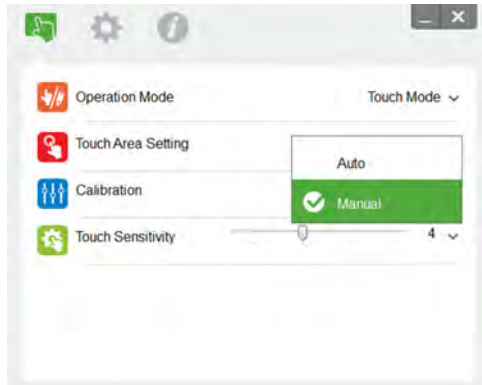 Operation Mode Touch Mode
Touch Area Setting
Auto
Calibration
Manual
Touch Sensitivity 4